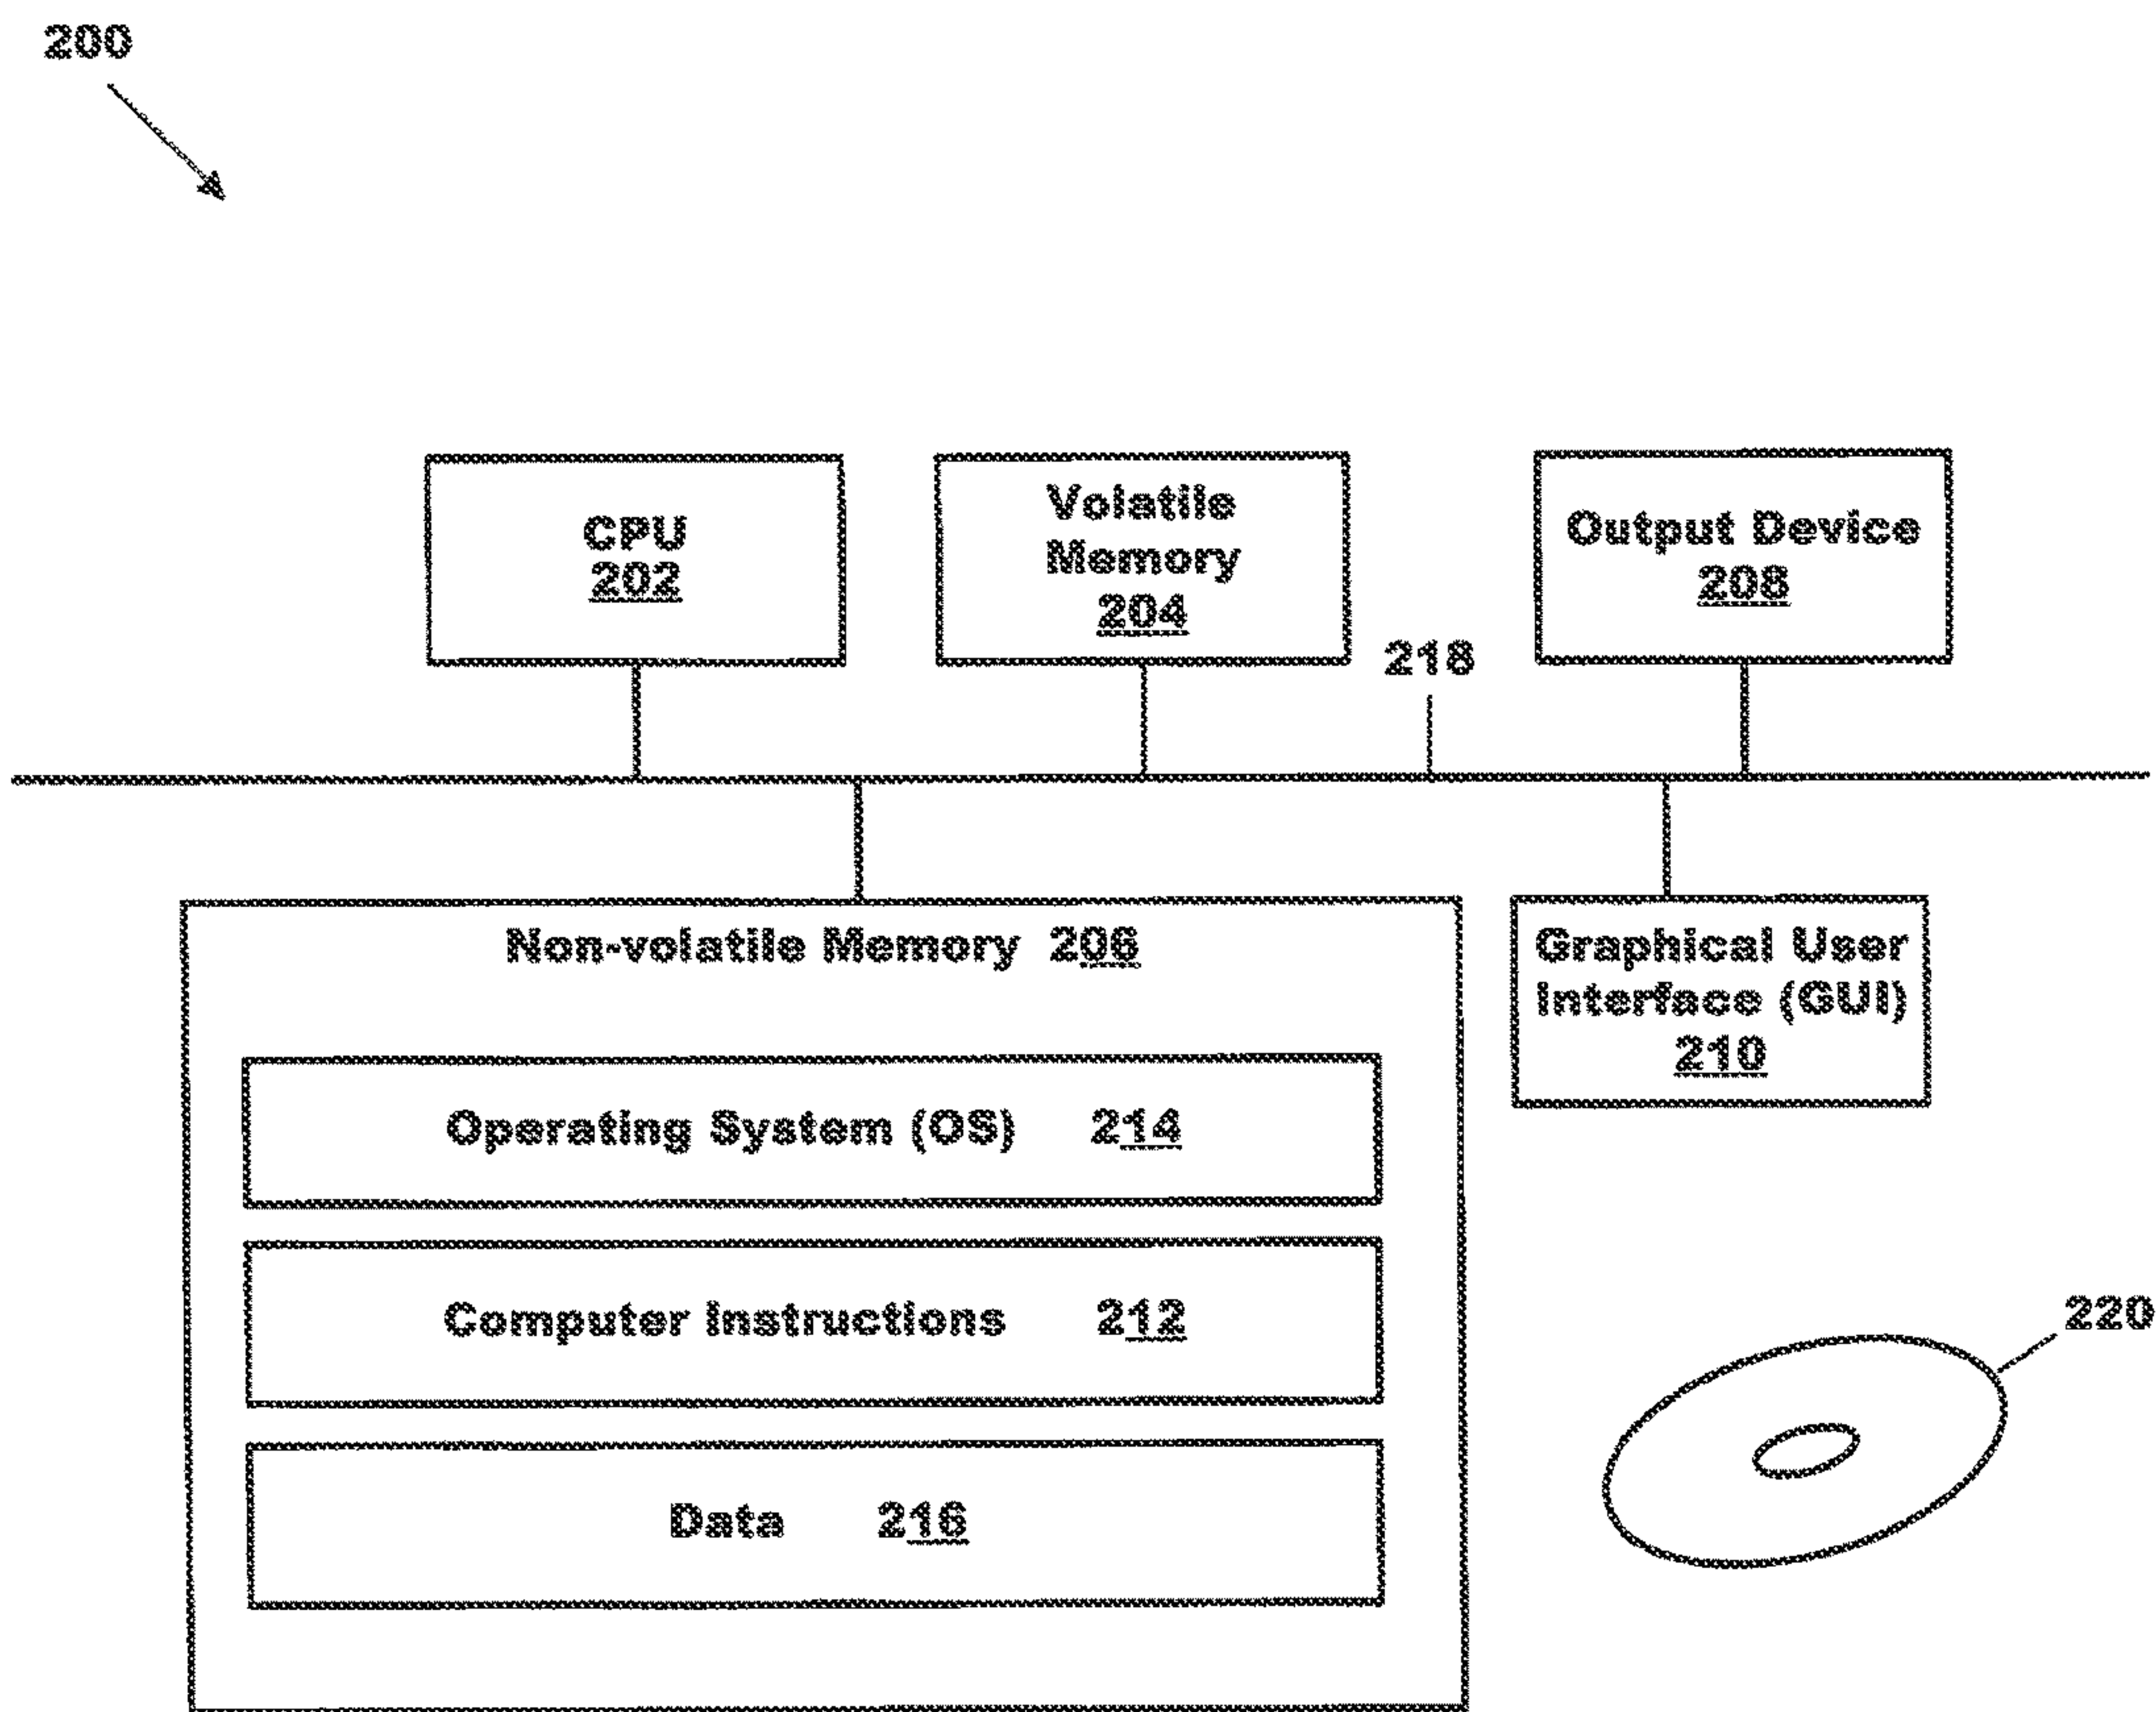 200
CPU
202
Volatile
Memory
204
Output Device
208
218
Non-volatile Memory 206
Graphical User
Interface (GUI)
210
Operating System (OS) 214
Computer Instructions 212
Data 216
220